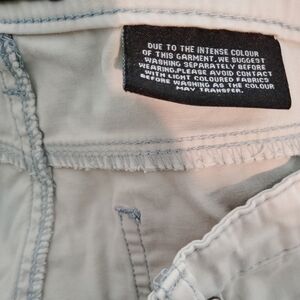 DUE TO THE INTENSE COLOUR
OF THIS GARMENT, WE SUGGEST
WASHING SEPARATELY BEFORE
WEARING.PLEASE AVOID CONTACT
WITH LIGHT COLOURED FABRICS
BEFORE WASHING AS THE COLOUR
MAY TRANSFER.